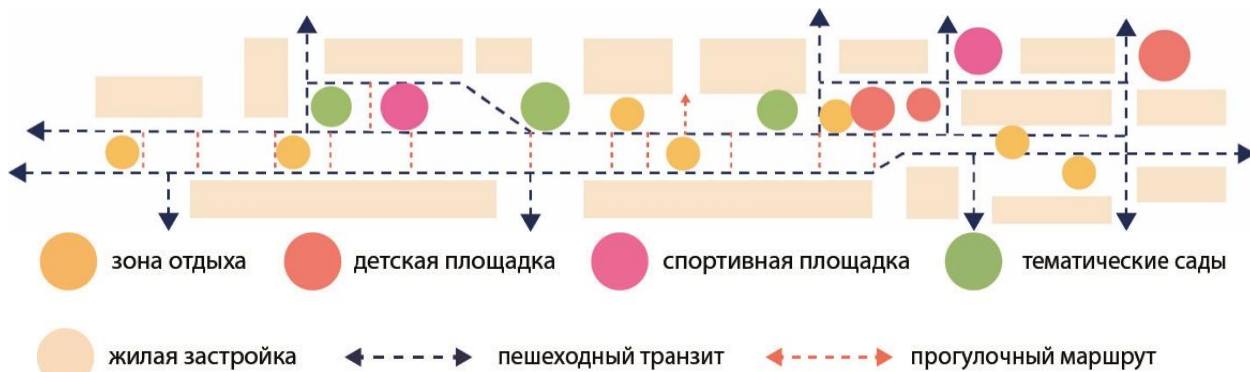 зона отдыха детская площадка спортивная площадка тематические сады
жилая застройка пешеходный транзит прогулочный маршрут